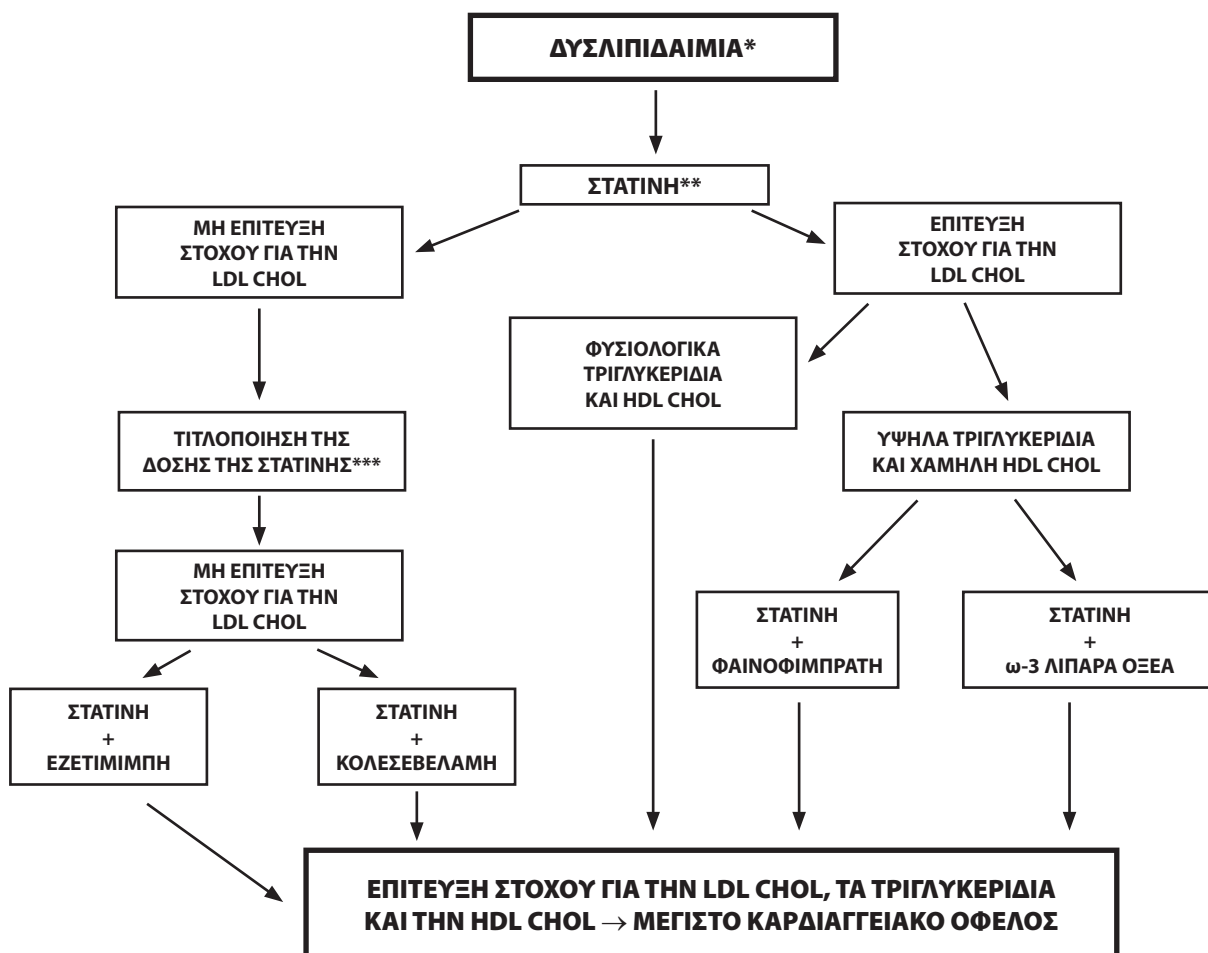 ΔΥΣΛΙΠΙΔΑΙΜΙΑ*
ΣΤΑΤΙΝΗ**
ΜΗ ΕΠΙΤΕΥΞΗ
ΣΤΟΧΟΥ ΓΙΑ ΤΗΝ
LDL CHOL
ΕΠΙΤΕΥΞΗ
ΣΤΟΧΟΥ ΓΙΑ ΤΗΝ
LDL CHOL
ΦΥΣΙΟΛΟΓΙΚΑ
ΤΡΙΓΛΥΚΕΡΙΔΙΑ
ΚΑΙ HDL CHOL
ΤΙΤΛΟΠΟΙΗΣΗ ΤΗΣ
ΔΟΣΗΣ ΤΗΣ ΣΤΑΤΙΝΗΣ***
ΥΨΗΛΑ ΤΡΙΓΛΥΚΕΡΙΔΙΑ
ΚΑΙ ΧΑΜΗΛΗ HDL CHOL
ΜΗ ΕΠΙΤΕΥΞΗ
ΣΤΟΧΟΥ ΓΙΑ ΤΗΝ
LDL CHOL
ΣΤΑΤΙΝΗ
+
ΦΑΙΝΟΦΙΜΠΡΑΤΗ
ΣΤΑΤΙΝΗ
+
ω-3 ΛΙΠΑΡΑ ΟΞΕΑ
ΣΤΑΤΙΝΗ
+
ΕΖΕΤΙΜΙΜΠΗ
ΣΤΑΤΙΝΗ
+
ΚΟΛΕΣΕΒΕΛΑΜΗ
ΕΠΙΤΕΥΞΗ ΣΤΟΧΟΥ ΓΙΑ ΤΗΝ LDL CHOL, ΤΑ ΤΡΙΓΛΥΚΕΡΙΔΙΑ
ΚΑΙ ΤΗΝ HDL CHOL → ΜΕΓΙΣΤΟ ΚΑΡΔΙΑΓΓΕΙΑΚΟ ΟΦΕΛΟΣ